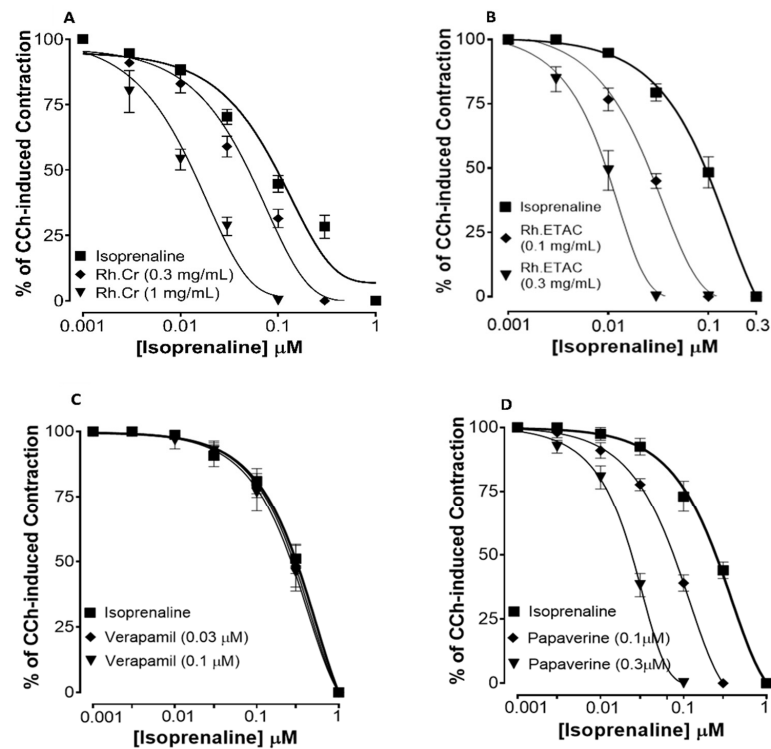 A
% of CCh-induced Contraction
100
75
50
25
0
Isoprenaline
Rh.Cr (0.3 mg/mL)
Rh.Cr (1 mg/mL)
0.001
0.01
0.1
1
[Isoprenaline] μM
B
% of CCh-induced Contraction
100
75
50
25
0
Isoprenaline
Rh.ETAC
(0.1 mg/mL)
Rh.ETAC
(0.3 mg/mL)
0.001
0.01
0.1
0.3
[Isoprenaline] μM
C
% of CCh-induced Contraction
100
75
50
25
0
Isoprenaline
Verapamil (0.03 μM)
Verapamil (0.1 μM)
0.001
0.01
0.1
1
[Isoprenaline] μM
D
% of CCh-induced Contraction
100
75
50
25
0
Isoprenaline
Papaverine (0.1μM)
Papaverine (0.3μM)
0.001
0.01
0.1
1
[Isoprenaline] μM